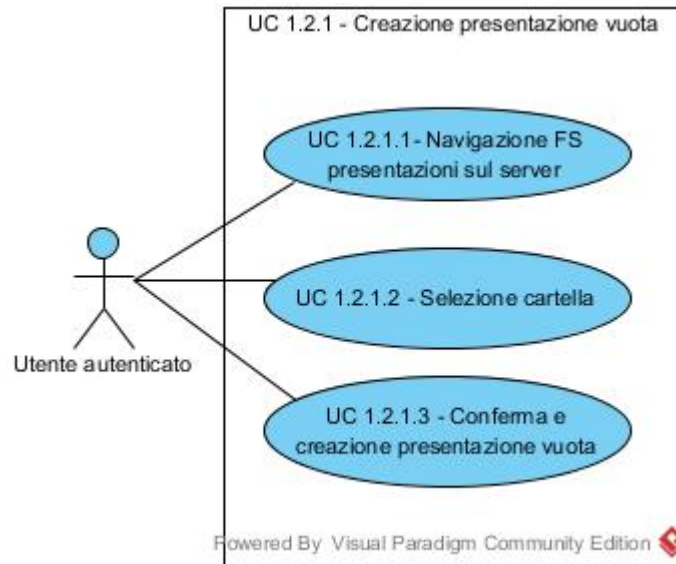 UC 1.2.1 - Creazione presentazione vuota
UC 1.2.1.1- Navigazione FS
presentazioni sul server
UC 1.2.1.2 - Selezione cartella
Utente autenticato
UC 1.2.1.3 - Conferma e
creazione presentazione vuota
Powered By Visual Paradigm Community Edition